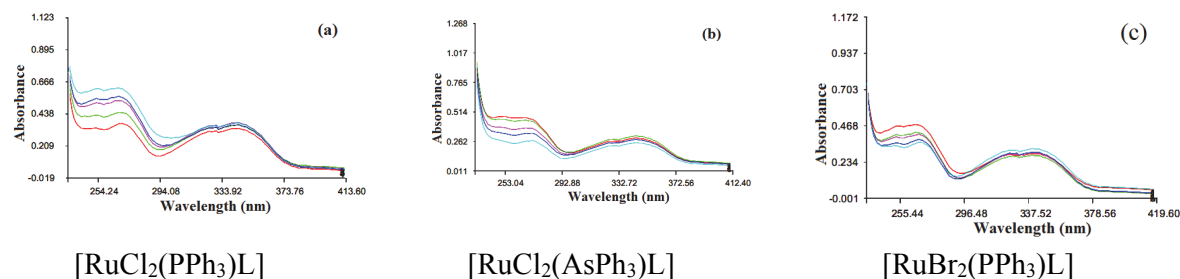 (a)
1.123
0.895
0.666
0.438
0.209
-0.019
Absorbance
254.24 294.08 333.92 373.76 413.60
Wavelength (nm)
[RuCl₂(PPh₃)L]
(b)
1.268
1.017
0.765
0.514
0.262
0.011
Absorbance
253.04 292.88 332.72 372.56 412.40
Wavelength (nm)
[RuCl₂(AsPh₃)L]
(c)
1.172
0.937
0.703
0.468
0.234
-0.001
Absorbance
255.44 296.48 337.52 378.56 419.60
Wavelength (nm)
[RuBr₂(PPh₃)L]